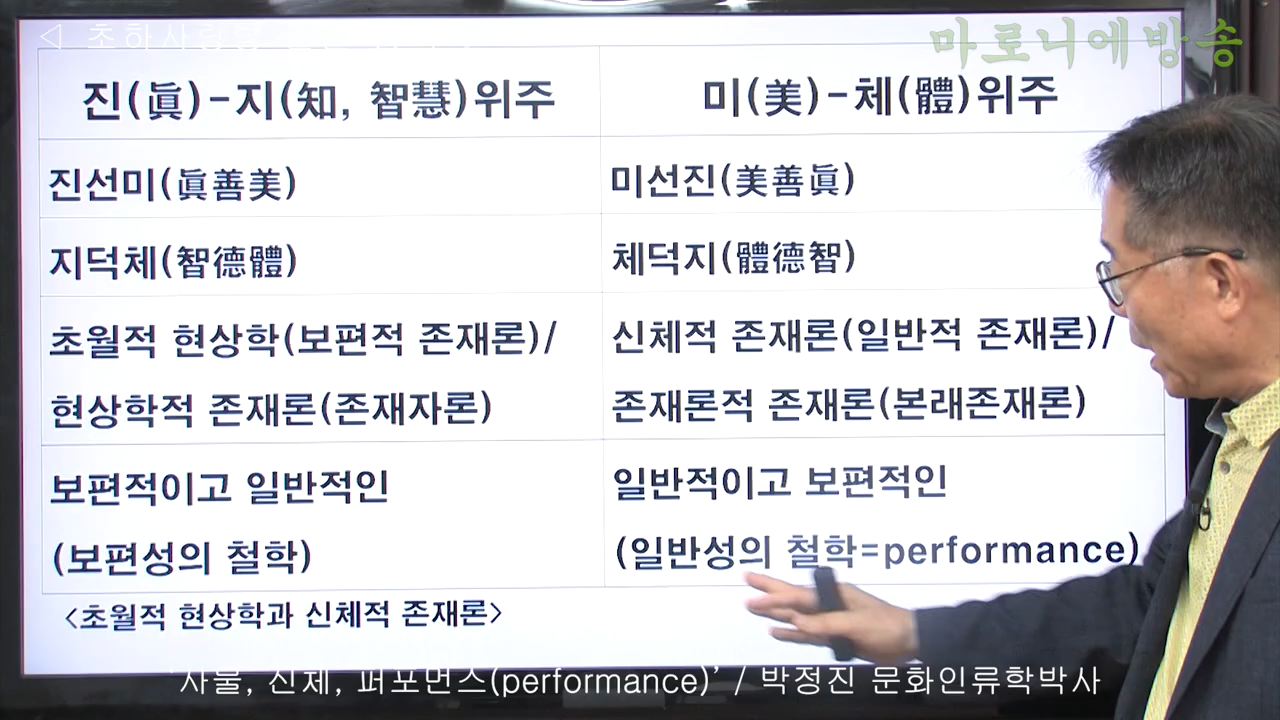 마로니에방송
진(眞)-지(知, 智慧)위주
미(美)-체(體)위주
진선미(眞善美)
미선진(美善眞)
지덕체(智德體)
체덕지(體德智)
초월적 현상학(보편적 존재론)/
현상학적 존재론(존재자론)
신체적 존재론(일반적 존재론)/
존재론적 존재론(본래존재론)
보편적이고 일반적인
(보편성의 철학)
일반적이고 보편적인
(일반성의 철학=performance)
<초월적 현상학과 신체적 존재론>
'사물, 신체, 퍼포먼스(performance)' / 박정진 문화인류학박사